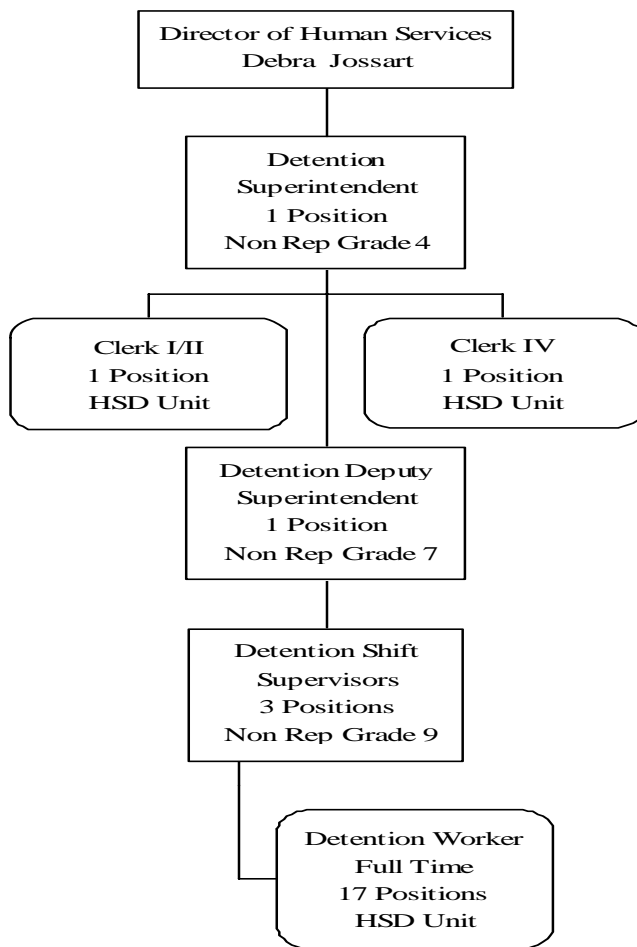 Director of Human Services
Debra Jossart
Detention
Superintendent
1 Position
Non Rep Grade 4
Clerk I/II
1 Position
HSD Unit
Clerk IV
1 Position
HSD Unit
Detention Deputy
Superintendent
1 Position
Non Rep Grade 7
Detention Shift
Supervisors
3 Positions
Non Rep Grade 9
Detention Worker
Full Time
17 Positions
HSD Unit